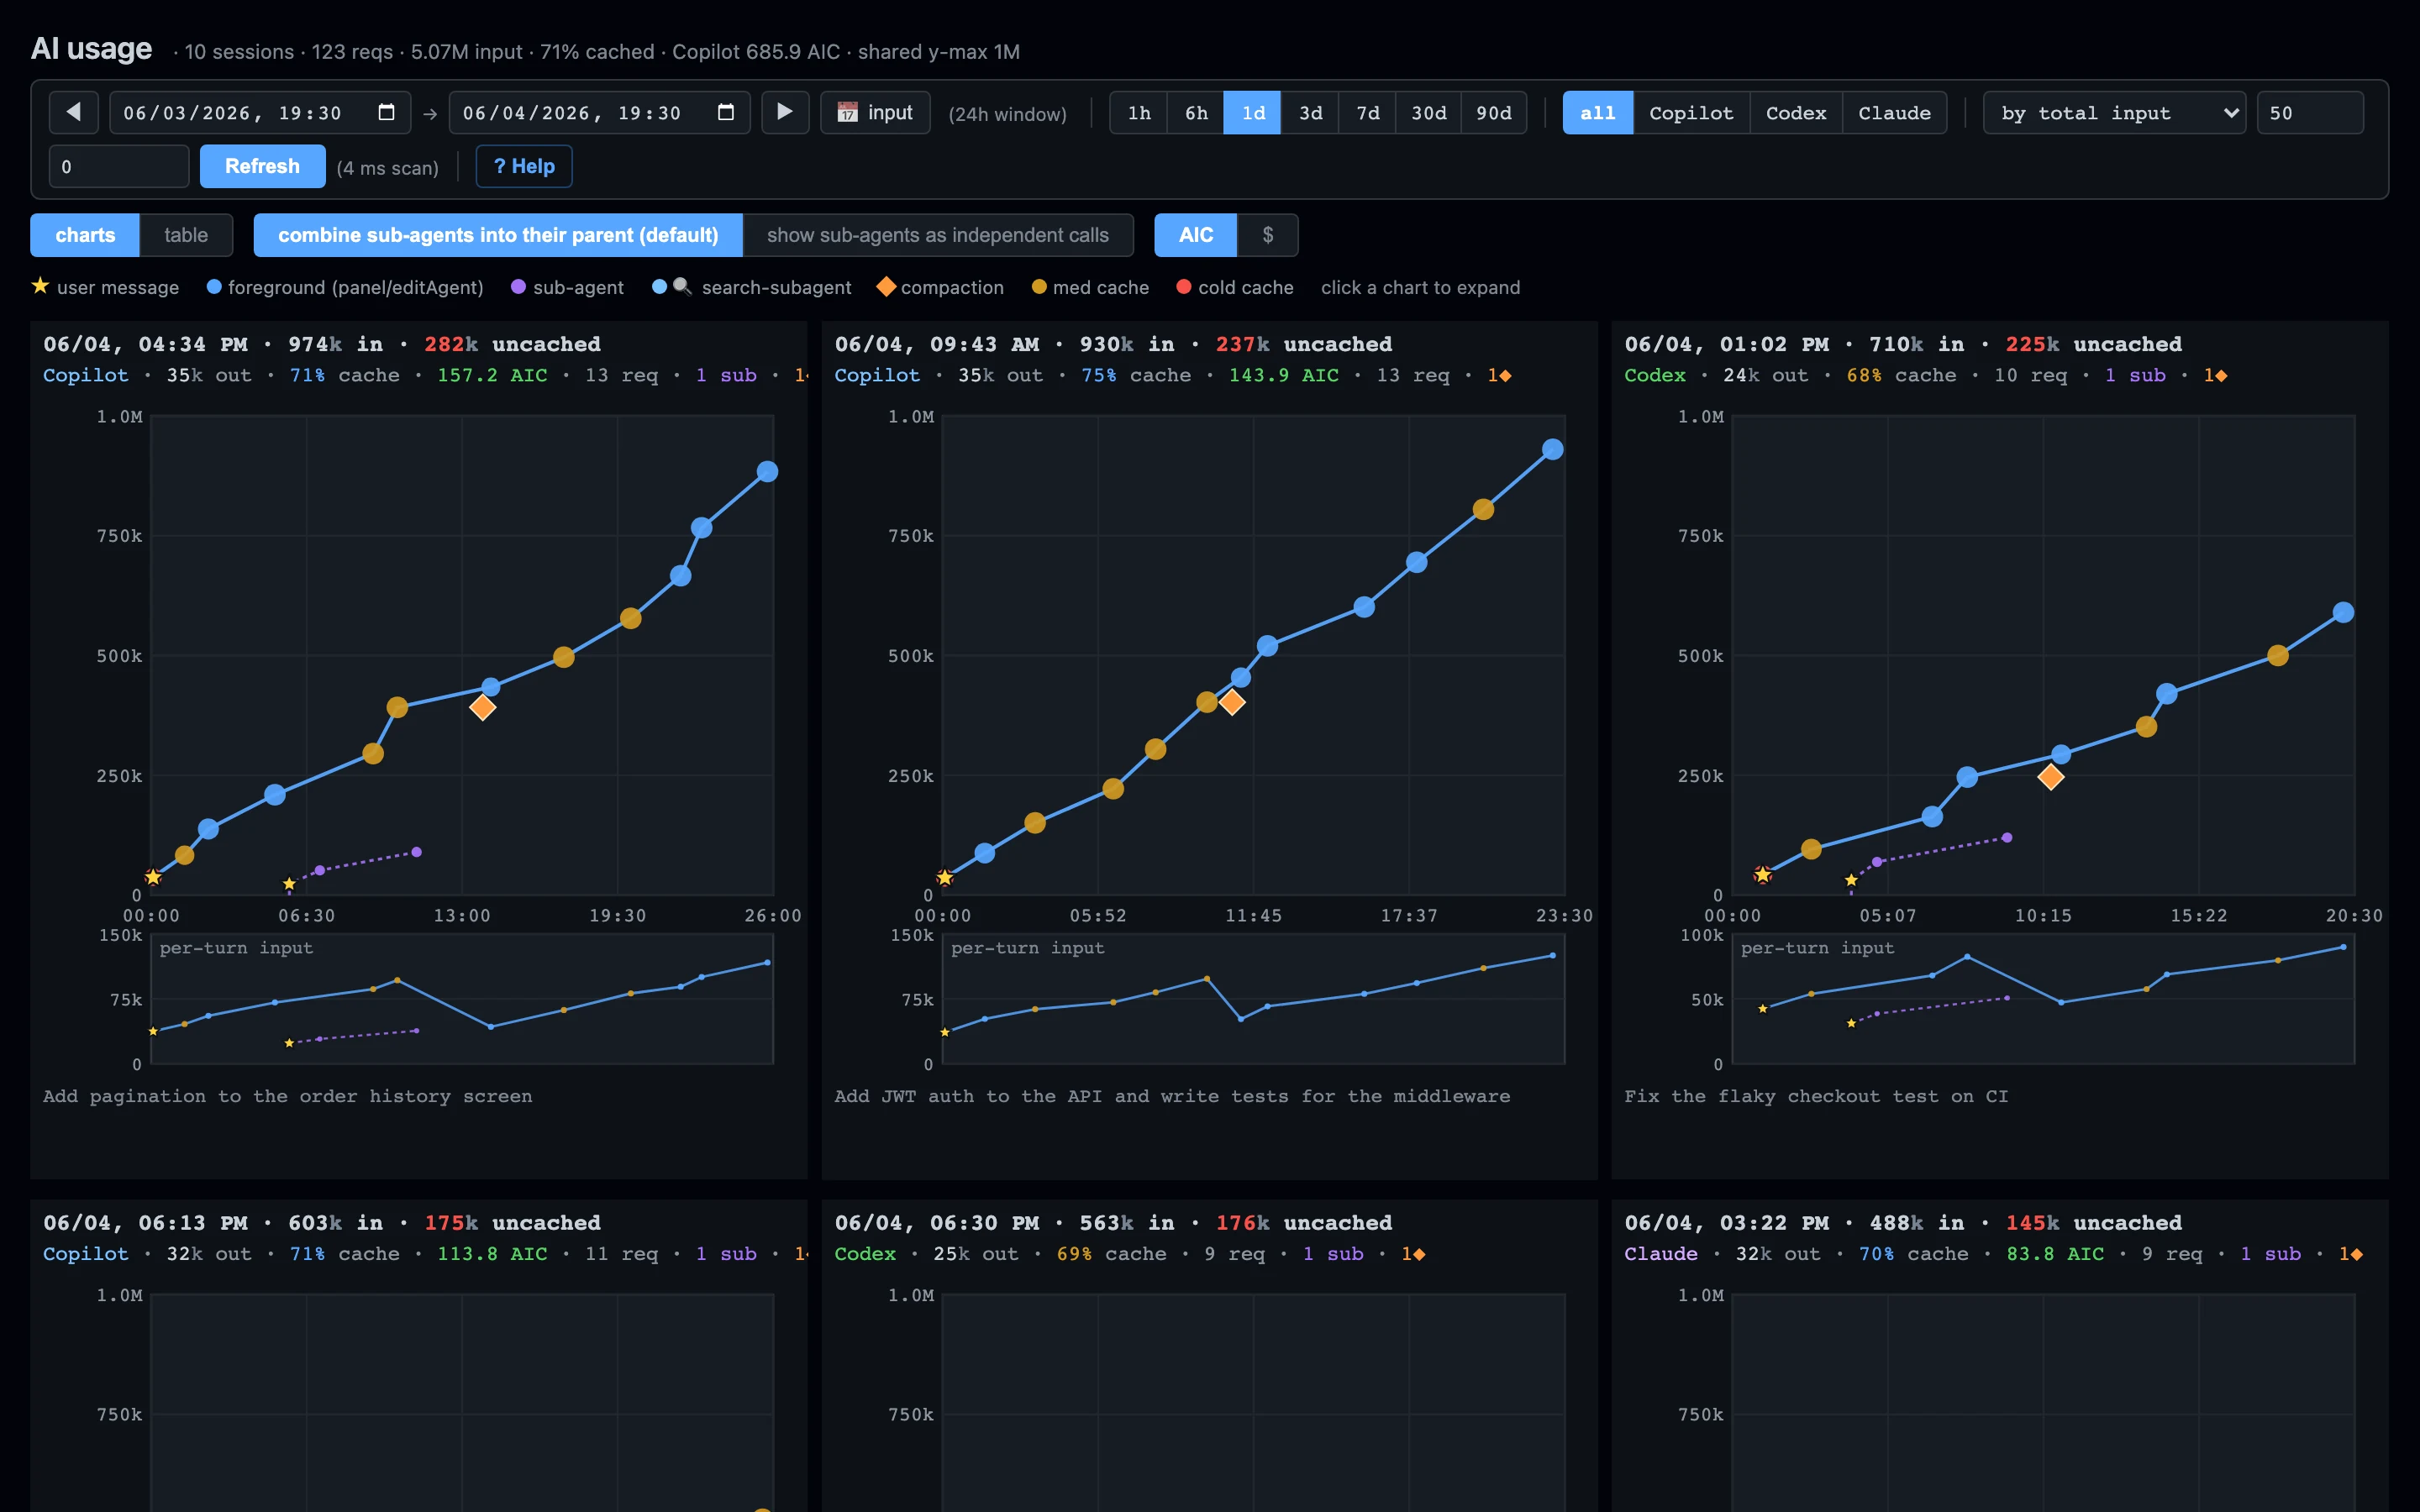 AI usage · 10 sessions · 123 reqs · 5.07M input · 71% cached · Copilot 685.9 AIC · shared y-max 1M
◀ 06/03/2026, 19:30 → 06/04/2026, 19:30 ▶ 17 input (24h window) 1h 6h 1d 3d 7d 30d 90d all Copilot Codex Claude by total input 50
0 Refresh (4 ms scan) ? Help
charts table combine sub-agents into their parent (default) show sub-agents as independent calls AIC $
user message foreground (panel/editAgent) sub-agent search-subagent compaction med cache cold cache click a chart to expand
06/04, 04:34 PM · 974k in · 282k uncached
Copilot · 35k out · 71% cache · 157.2 AIC · 13 req · 1 sub · 1
1.0M
750k
500k
250k
0
00:00 06:30 13:00 19:30 26:00
150k
per-turn input
75k
0
Add pagination to the order history screen
06/04, 09:43 AM · 930k in · 237k uncached
Copilot · 35k out · 75% cache · 143.9 AIC · 13 req · 1◆
1.0M
750k
500k
250k
0
00:00 05:52 11:45 17:37 23:30
150k
per-turn input
75k
0
Add JWT auth to the API and write tests for the middleware
06/04, 01:02 PM · 710k in · 225k uncached
Codex · 24k out · 68% cache · 10 req · 1 sub · 1◆
1.0M
750k
500k
250k
0
00:00 05:07 10:15 15:22 20:30
100k
per-turn input
50k
0
Fix the flaky checkout test on CI
06/04, 06:13 PM · 603k in · 175k uncached
Copilot · 32k out · 71% cache · 113.8 AIC · 11 req · 1 sub · 1
1.0M
750k
06/04, 06:30 PM · 563k in · 176k uncached
Codex · 25k out · 69% cache · 9 req · 1 sub · 1◆
1.0M
750k
06/04, 03:22 PM · 488k in · 145k uncached
Claude · 32k out · 70% cache · 83.8 AIC · 9 req · 1 sub · 1◆
1.0M
750k